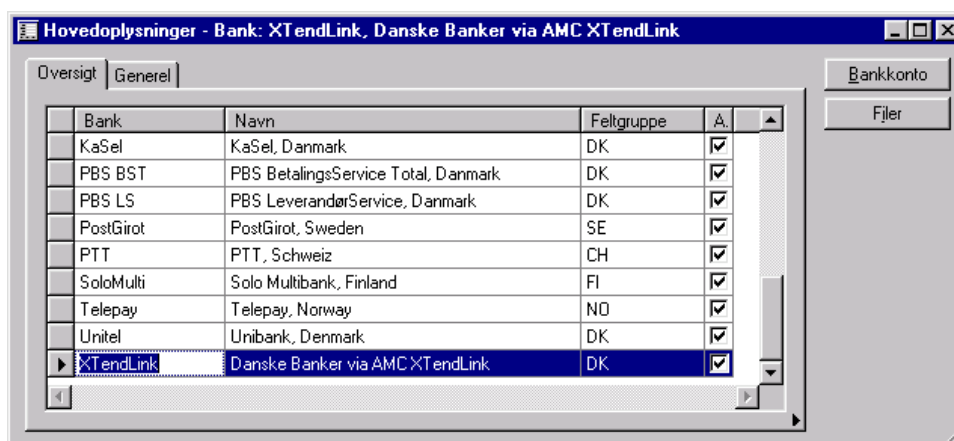 Hovedoplysninger - Bank: XTendLink, Danske Banker via AMC XTendLink
Oversigt Generel
Bankkonto
Filer
Bank Navn Feltgruppe A.
KaSel KaSel, Danmark DK
PBS BST PBS BetalingsService Total, Danmark DK
PBS LS PBS LeverandørService, Danmark DK
PostGirot PostGirot, Sweden SE
PTT PTT, Schweiz CH
SoloMulti Solo Multibank, Finland FI
Telepay Telepay, Norway NO
Unitel Unibank, Denmark DK
XTendLink Danske Banker via AMC XTendLink DK